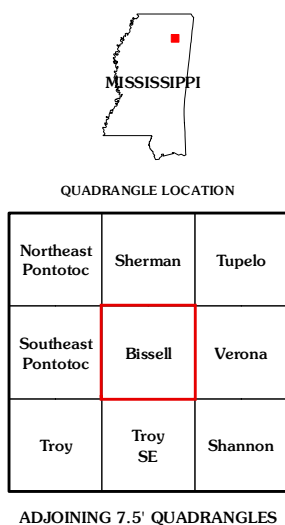 MISSISSIPPI
QUADRANGLE LOCATION
Northeast
Pontotoc
Sherman
Tupelo
Southeast
Pontotoc
Bissell
Verona
Troy
Troy
SE
Shannon
ADJOINING 7.5' QUADRANGLES